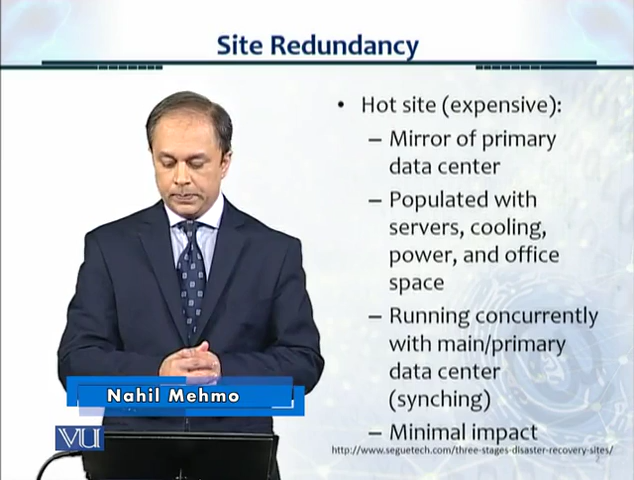 Site Redundancy
• Hot site (expensive):
– Mirror of primary
data center
– Populated with
servers, cooling,
power, and office
space
– Running concurrently
with main/primary
data center
(synching)
– Minimal impact
http://www.seguetech.com/three-stages-disaster-recovery-sites/
Nahil Mehmo
VU